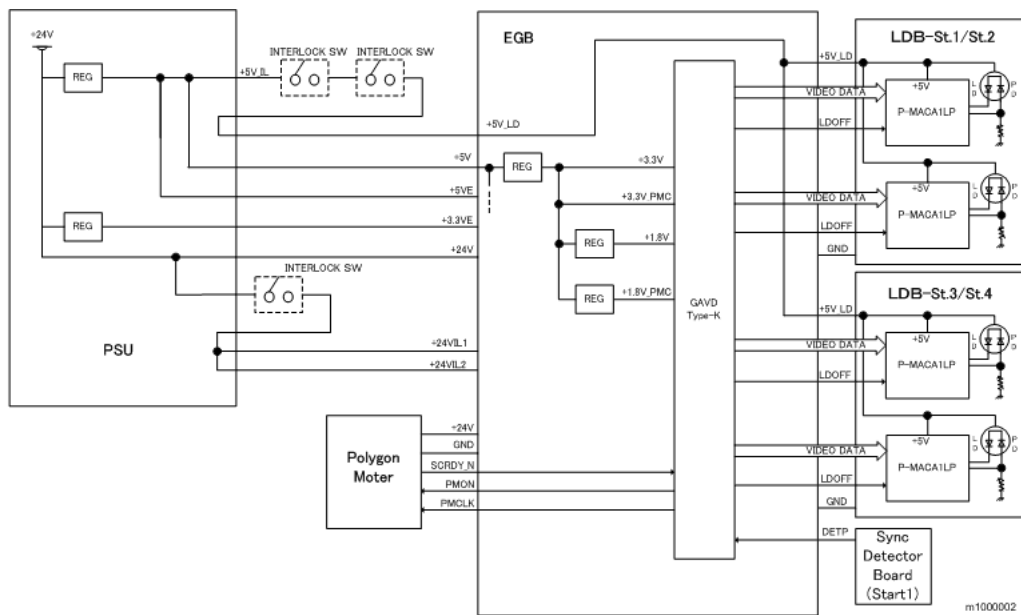 +24V
REG
+5V_IL
INTERLOCK SW
INTERLOCK SW
+5V_LD
+5V
+5VE
REG
+3.3VE
+24V
INTERLOCK SW
PSU
+24VIL1
+24VIL2
EGB
REG
+3.3V
+3.3V_PMC
REG
+1.8V
REG
+1.8V_PMC
GAVD
Type-K
Polygon
Moter
+24V
GND
SCRDY_N
PMON
PMCLK
LDB-St.1/St.2
+5V_LD
+5V
P-MACA1LP
VIDEO DATA
LDOFF
LD
PD
+5V
P-MACA1LP
VIDEO DATA
LDOFF
LD
PD
GND
LDB-St.3/St.4
+5V_LD
+5V
P-MACA1LP
VIDEO DATA
LDOFF
LD
PD
+5V
P-MACA1LP
VIDEO DATA
LDOFF
LD
PD
GND
DETP
Sync
Detector
Board
(Start1)
m1000002